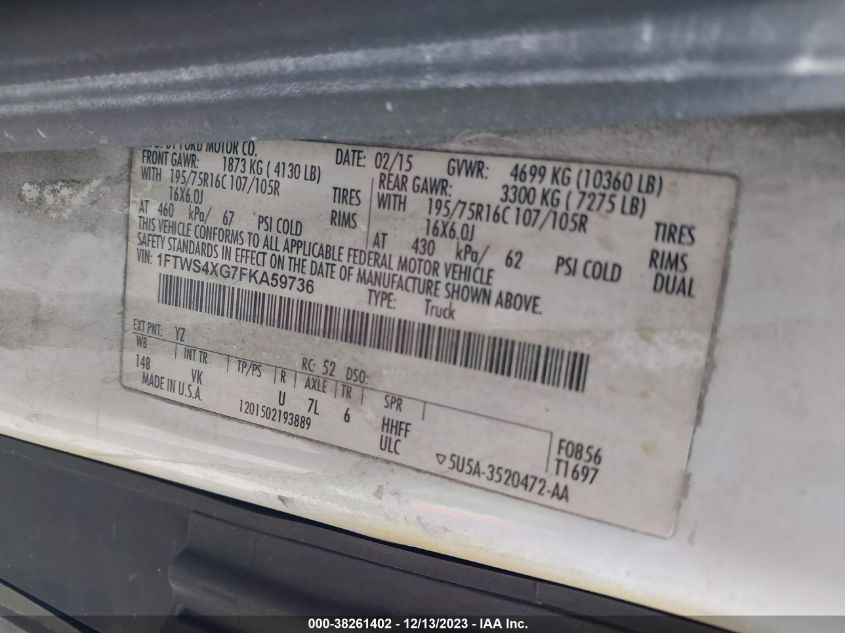 BY FORD MOTOR CO.
DATE: 02/15 GVWR: 4699 KG (10360 LB)
FRONT GAWR: 1873 KG ( 4130 LB) REAR GAWR: 3300 KG ( 7275 LB)
WITH 195/75R16C 107/105R TIRES WITH 195/75R16C 107/105R TIRES
16X6.0J RIMS 16X6.0J RIMS
AT 460 kPa/ 67 PSI COLD AT 430 kPa/ 62 PSI COLD DUAL
THIS VEHICLE CONFORMS TO ALL APPLICABLE FEDERAL MOTOR VEHICLE
SAFETY STANDARDS IN EFFECT ON THE DATE OF MANUFACTURE SHOWN ABOVE.
VIN: 1FTWS4XG7FKA59736
TYPE: Truck
EXT PNT: YZ RC: 52 DSO:
WB INT TR TP/PS R AXLE TR SPR
148 VK U 7L 6 HHFF
MADE IN U.S.A. 1201502193889 ULC
F0856
T1697
5U5A-3520472-AA
000-38261402 - 12/13/2023 - IAA Inc.